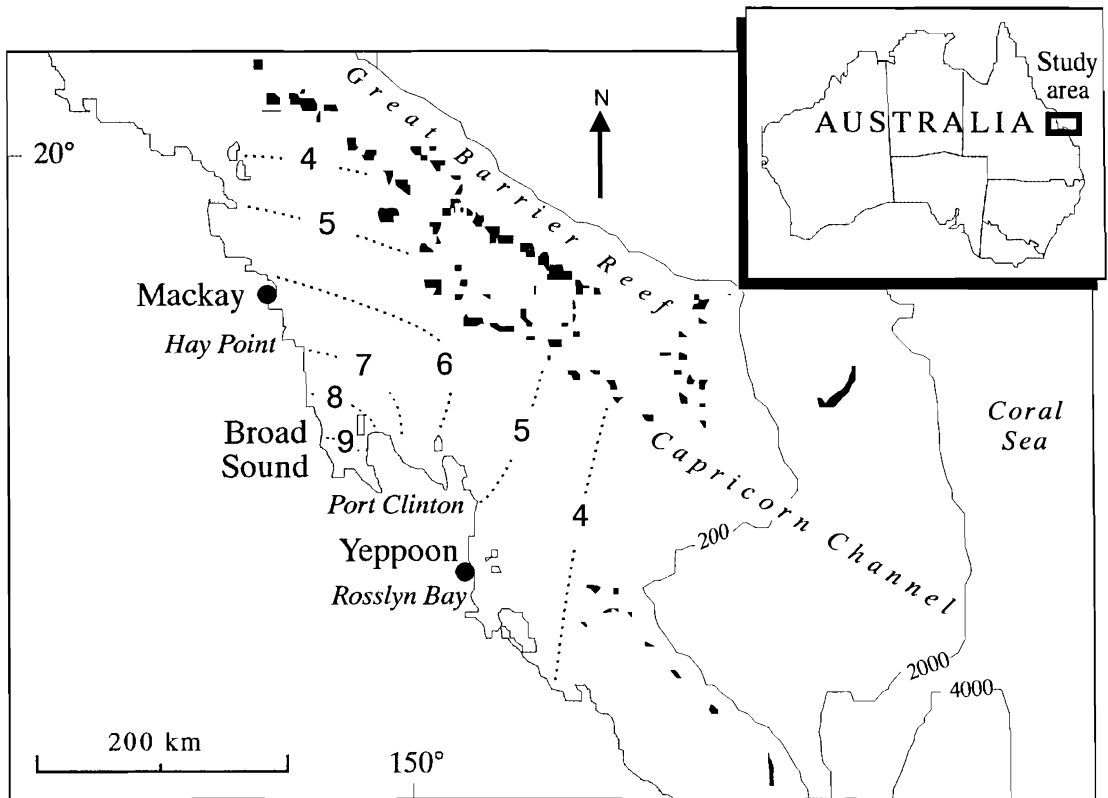 Study
area
AUSTRALIA
Great Barrier Reef
N
20°
4
5
Mackay
Hay Point
6
7
8
Broad
Sound
9
5
Coral
Sea
Capricorn Channel
Port Clinton
4
200
Yeppoon
Rosslyn Bay
2000
4000
200 km
150°